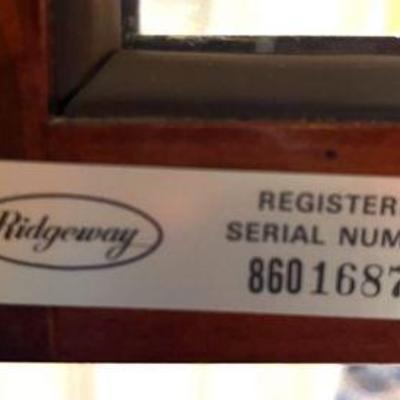 Ridgeway
REGISTER
SERIAL NUM
8601687